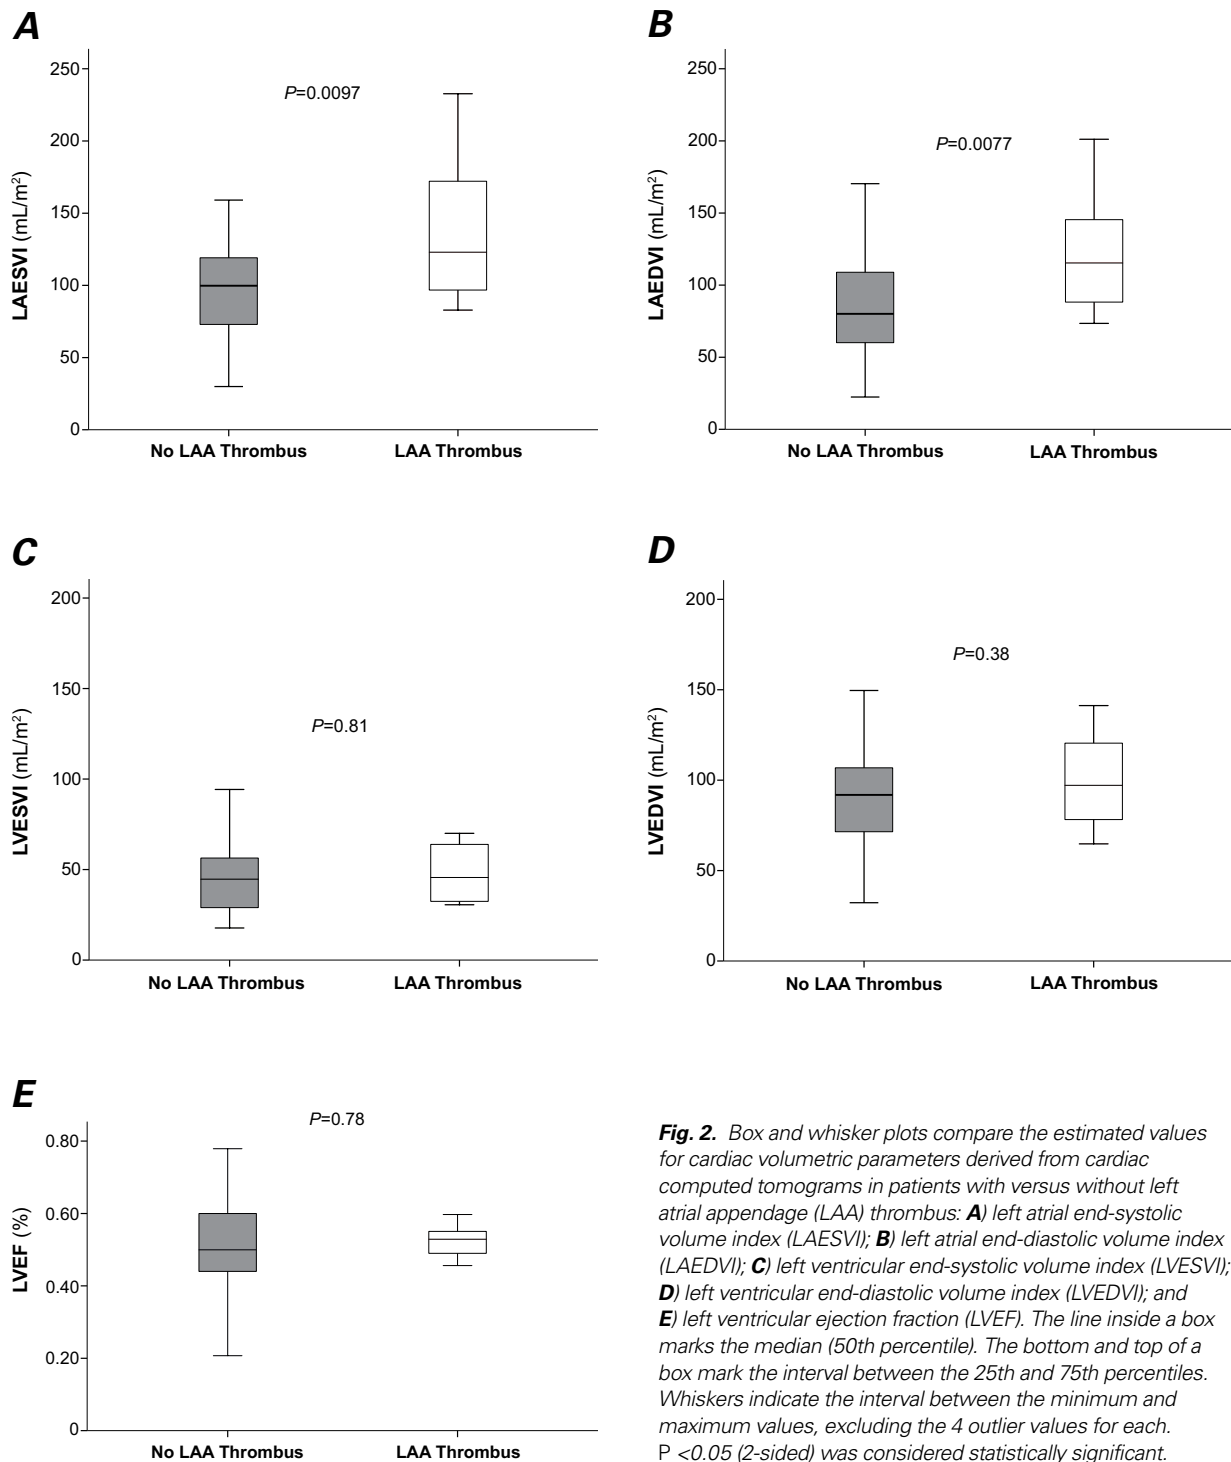 A
250
200
150
100
50
0
LAESVI (mL/m²)
P=0.0097
No LAA Thrombus
LAA Thrombus
B
250
200
150
100
50
0
LAEDVI (mL/m²)
P=0.0077
No LAA Thrombus
LAA Thrombus
C
200
150
100
50
0
LVESVI (mL/m²)
P=0.81
No LAA Thrombus
LAA Thrombus
D
200
150
100
50
0
LVEDVI (mL/m²)
P=0.38
No LAA Thrombus
LAA Thrombus
E
0.80
0.60
0.40
0.20
0
LVEF (%)
P=0.78
No LAA Thrombus
LAA Thrombus
Fig. 2. Box and whisker plots compare the estimated values
for cardiac volumetric parameters derived from cardiac
computed tomograms in patients with versus without left
atrial appendage (LAA) thrombus: A) left atrial end-systolic
volume index (LAESVI); B) left atrial end-diastolic volume index
(LAEDVI); C) left ventricular end-systolic volume index (LVESVI);
D) left ventricular end-diastolic volume index (LVEDVI); and
E) left ventricular ejection fraction (LVEF). The line inside a box
marks the median (50th percentile). The bottom and top of a
box mark the interval between the 25th and 75th percentiles.
Whiskers indicate the interval between the minimum and
maximum values, excluding the 4 outlier values for each.
P <0.05 (2-sided) was considered statistically significant.